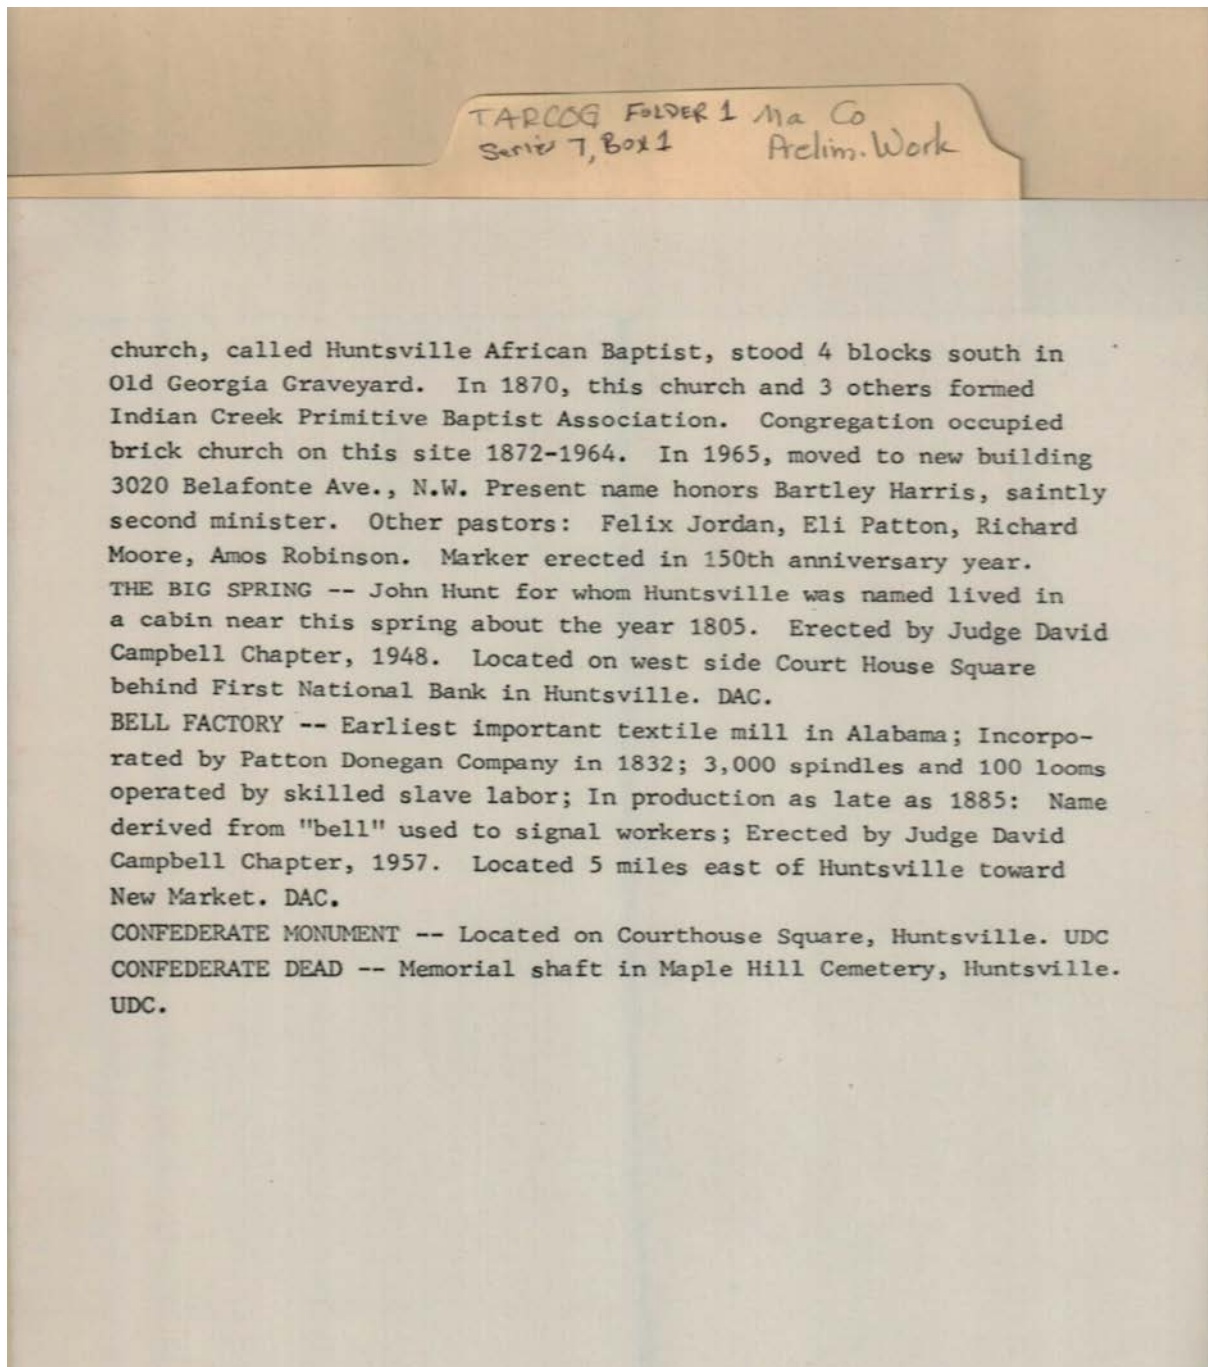 TARCOG FOLDER 1 Ma Co
Series 7, Box 1 Prelim. Work
church, called Huntsville African Baptist, stood 4 blocks south in
Old Georgia Graveyard. In 1870, this church and 3 others formed
Indian Creek Primitive Baptist Association. Congregation occupied
brick church on this site 1872-1964. In 1965, moved to new building
3020 Belafonte Ave., N.W. Present name honors Bartley Harris, saintly
second minister. Other pastors: Felix Jordan, Eli Patton, Richard
Moore, Amos Robinson. Marker erected in 150th anniversary year.
THE BIG SPRING -- John Hunt for whom Huntsville was named lived in
a cabin near this spring about the year 1805. Erected by Judge David
Campbell Chapter, 1948. Located on west side Court House Square
behind First National Bank in Huntsville. DAC.
BELL FACTORY -- Earliest important textile mill in Alabama; Incorpo-
rated by Patton Donegan Company in 1832; 3,000 spindles and 100 looms
operated by skilled slave labor; In production as late as 1885: Name
derived from "bell" used to signal workers; Erected by Judge David
Campbell Chapter, 1957. Located 5 miles east of Huntsville toward
New Market. DAC.
CONFEDERATE MONUMENT -- Located on Courthouse Square, Huntsville. UDC
CONFEDERATE DEAD -- Memorial shaft in Maple Hill Cemetery, Huntsville.
UDC.